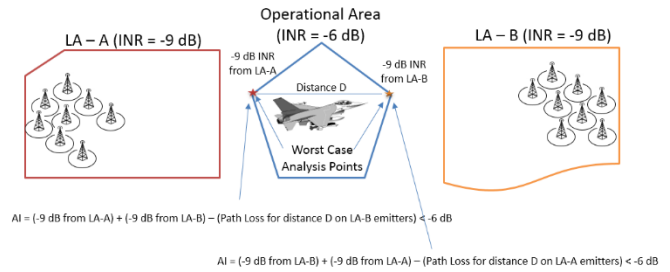 Operational Area
(INR = -6 dB)
LA – A (INR = -9 dB)
LA – B (INR = -9 dB)
-9 dB INR
from LA-A
-9 dB INR
from LA-B
Distance D
Worst Case
Analysis Points
AI = (-9 dB from LA-A) + (-9 dB from LA-B) – (Path Loss for distance D on LA-B emitters) < -6 dB
AI = (-9 dB from LA-B) + (-9 dB from LA-A) – (Path Loss for distance D on LA-A emitters) < -6 dB